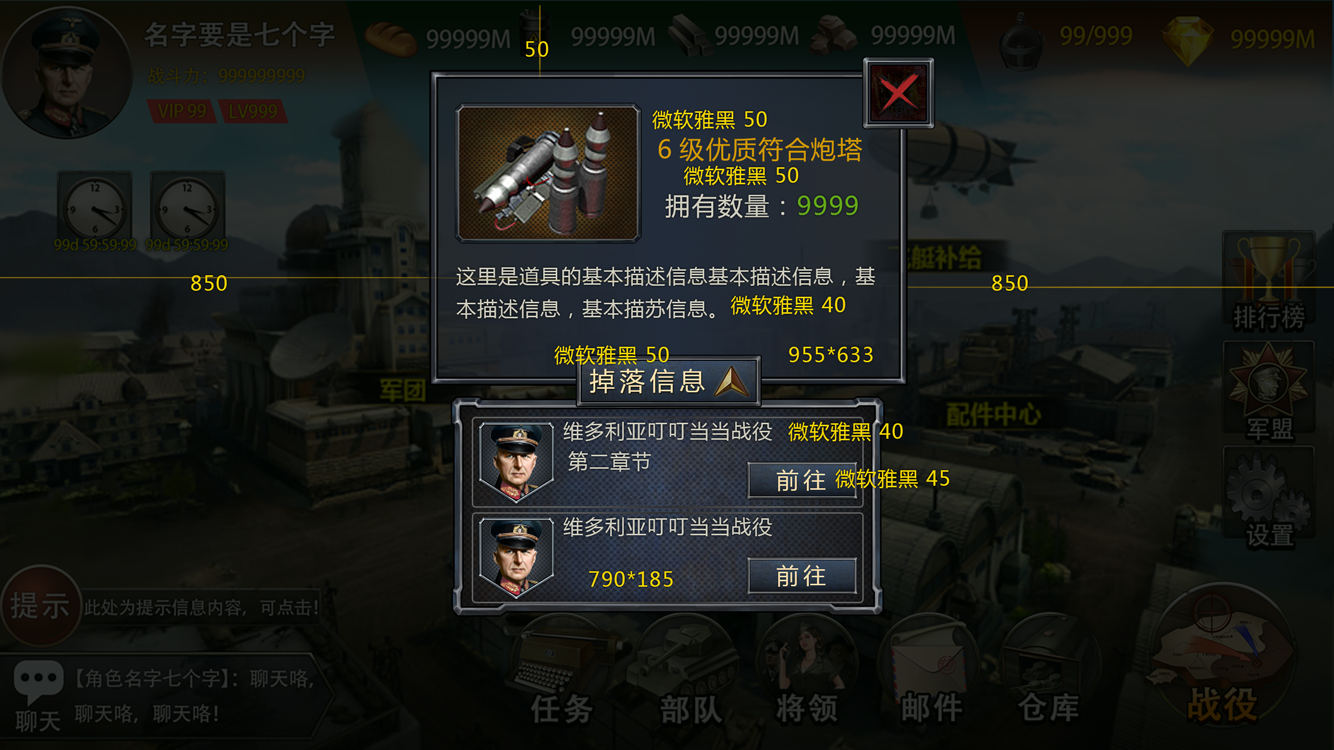 名字要是七个字
战斗力：999999999
VIP 99
LV999
99999M
50
99999M
99999M
99999M
99/999
99999M
微软雅黑 50
6 级优质符合炮塔
微软雅黑 50
拥有数量：9999
99d 59:59:99
99d 59:59:99
850
850
艇补给
这里是道具的基本描述信息基本描述信息，基
本描述信息，基本描苏信息。
微软雅黑 40
微软雅黑 50
955*633
掉落信息
排行榜
军团
配件中心
军盟
维多利亚叮叮当当战役
微软雅黑 40
第二章节
前往
微软雅黑 45
设置
维多利亚叮叮当当战役
790*185
前往
提示
此处为提示信息内容，可点击!
【角色名字七个字】：聊天咯，
聊天咯，聊天咯!
聊天
任务
部队
将领
邮件
仓库
战役